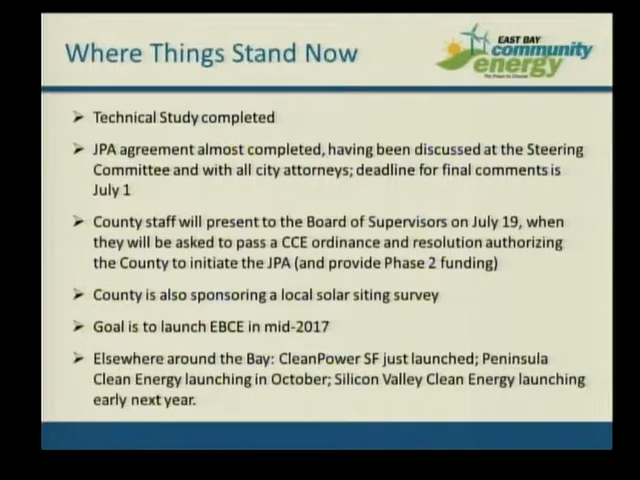 Where Things Stand Now
EAST BAY
community
energy
The Power to Choose
➤ Technical Study completed
➤ JPA agreement almost completed, having been discussed at the Steering
Committee and with all city attorneys; deadline for final comments is
July 1
➤ County staff will present to the Board of Supervisors on July 19, when
they will be asked to pass a CCE ordinance and resolution authorizing
the County to initiate the JPA (and provide Phase 2 funding)
➤ County is also sponsoring a local solar siting survey
➤ Goal is to launch EBCE in mid-2017
➤ Elsewhere around the Bay: CleanPower SF just launched; Peninsula
Clean Energy launching in October; Silicon Valley Clean Energy launching
early next year.